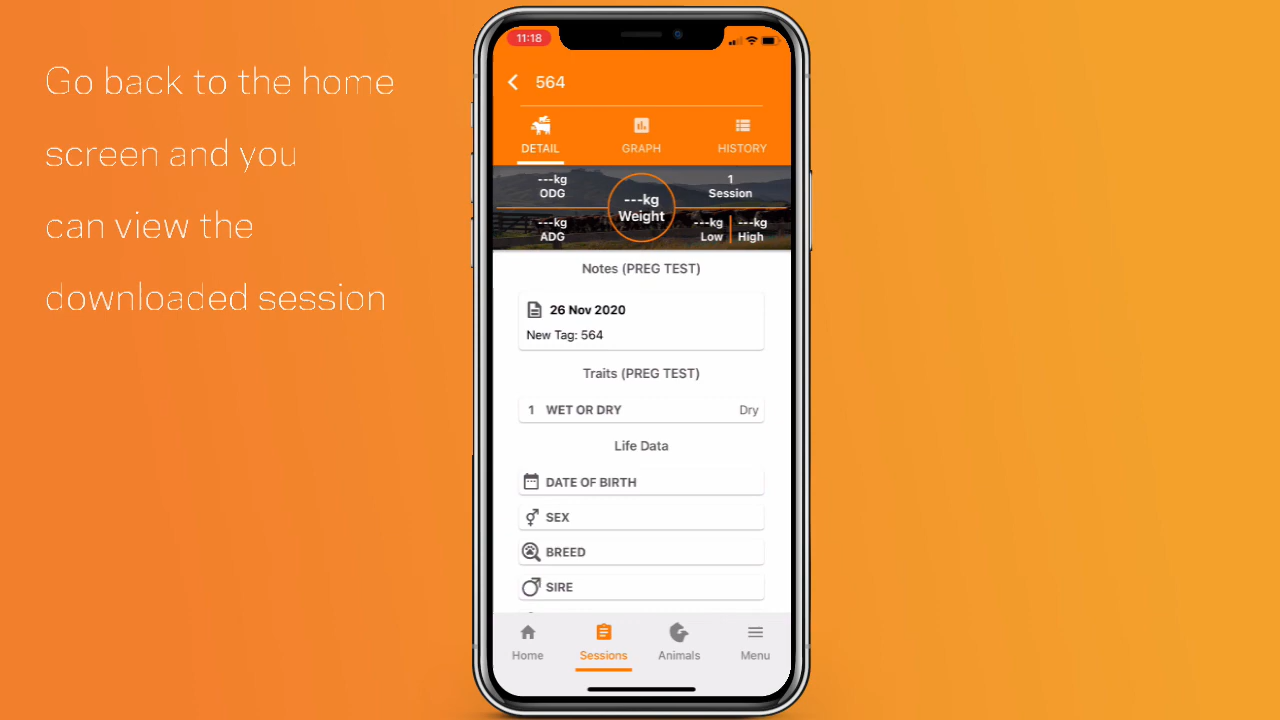 Go back to the home
screen and you
can view the
downloaded session
11:18
564
DETAIL
GRAPH
HISTORY
---kg
ODG
---kg
Weight
1
Session
---kg
ADG
---kg
Low
---kg
High
Notes (PREG TEST)
26 Nov 2020
New Tag: 564
Traits (PREG TEST)
1 WET OR DRY Dry
Life Data
DATE OF BIRTH
SEX
BREED
SIRE
Home
Sessions
Animals
Menu